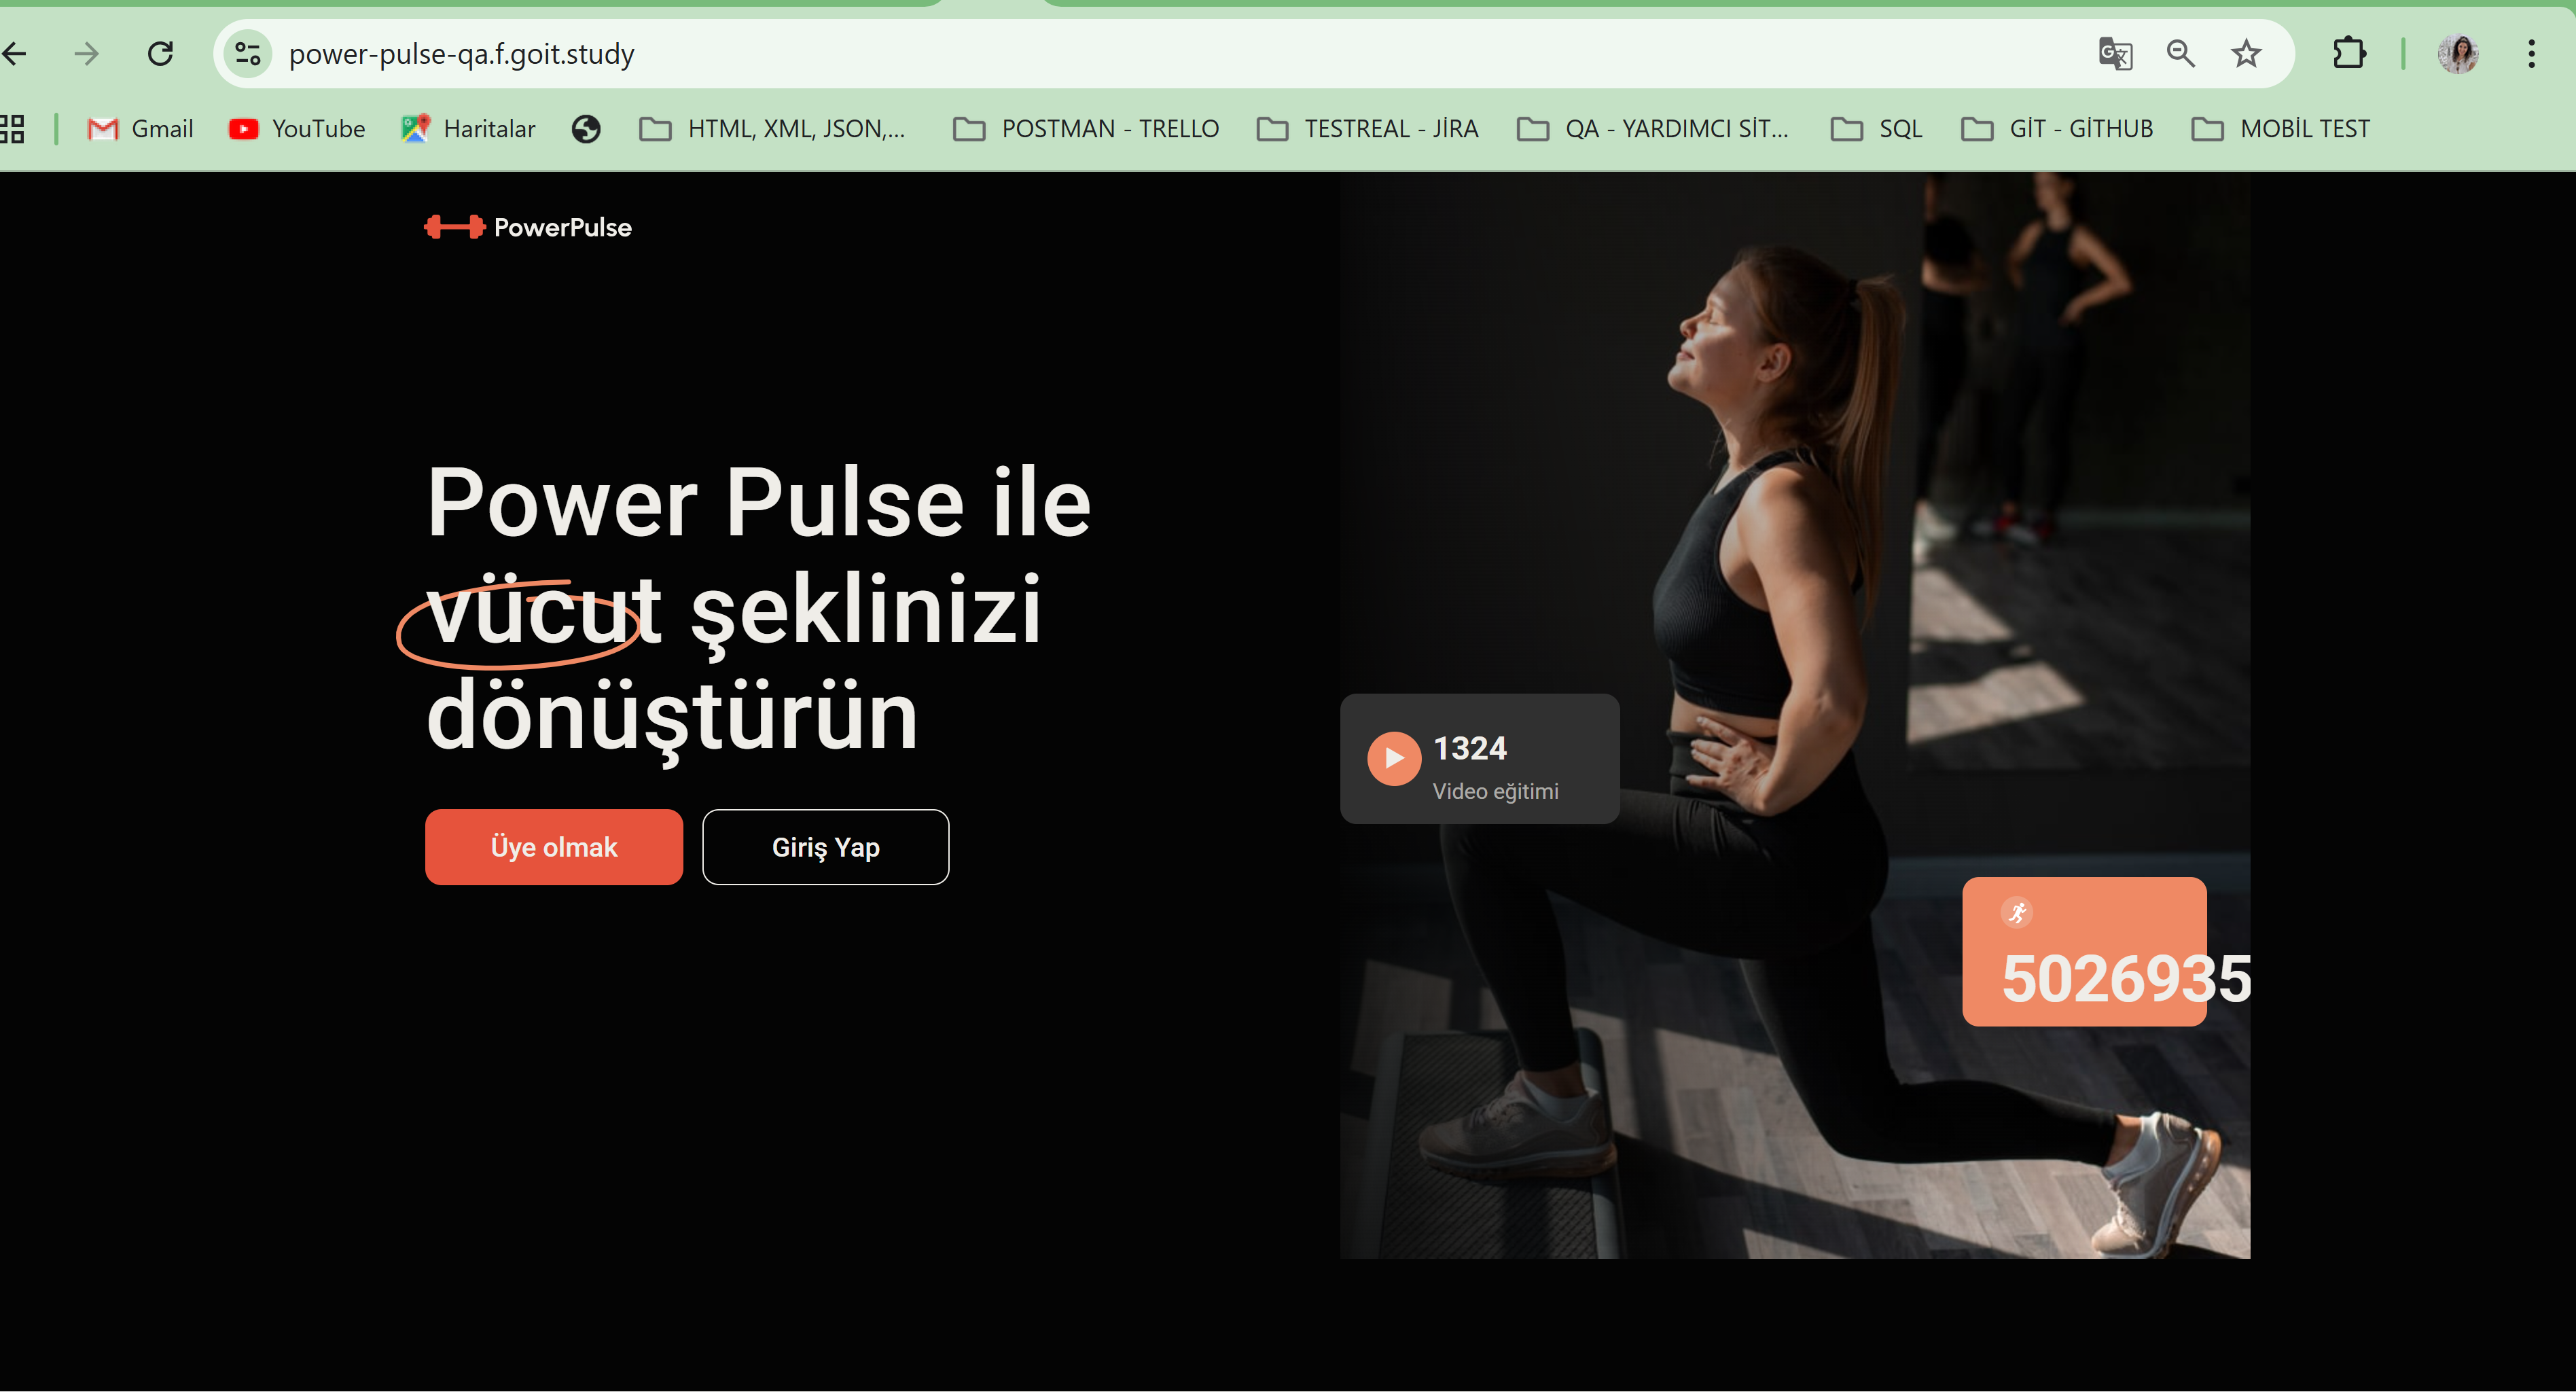 power-pulse-qa.f.goit.study
Gmail
YouTube
Haritalar
HTML, XML, JSON,...
POSTMAN - TRELLO
TESTREAL - JİRA
QA - YARDIMCI SİT...
SQL
GİT - GİTHUB
MOBİL TEST
PowerPulse
Power Pulse ile
vücut şeklinizi
dönüştürün
Üye olmak
Giriş Yap
1324
Video eğitimi
5026935